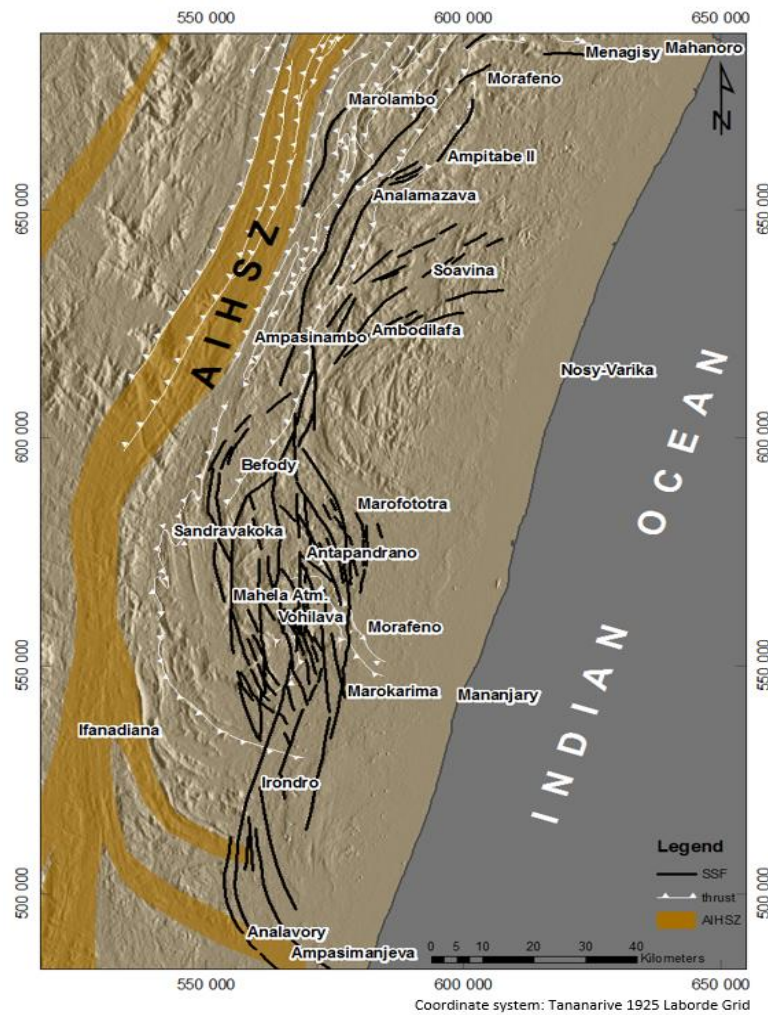 550 000 600 000 650 000
Menagisy Mahanoro
Morafeno
Marolambo
N
Ampitabe II
Analamazava
650 000 650 000
AIHSZ
Soavina
Ampasinambo Ambodilafa
Nosy-Varika
INDIAN OCEAN
600 000 600 000
Befody
Marofototra
Sandravakoka
Antapandrano
Mahela Atm.
Vohilava
Morafeno
550 000 550 000
Marokarima Mananjary
Ifanadiana
Irondro
Legend
SSF
thrust
AIHSZ
500 000 500 000
Analavory
Ampasimanjeva
0 5 10 20 30 40
Kilometers
550 000 600 000 650 000
Coordinate system: Tananarive 1925 Laborde Grid